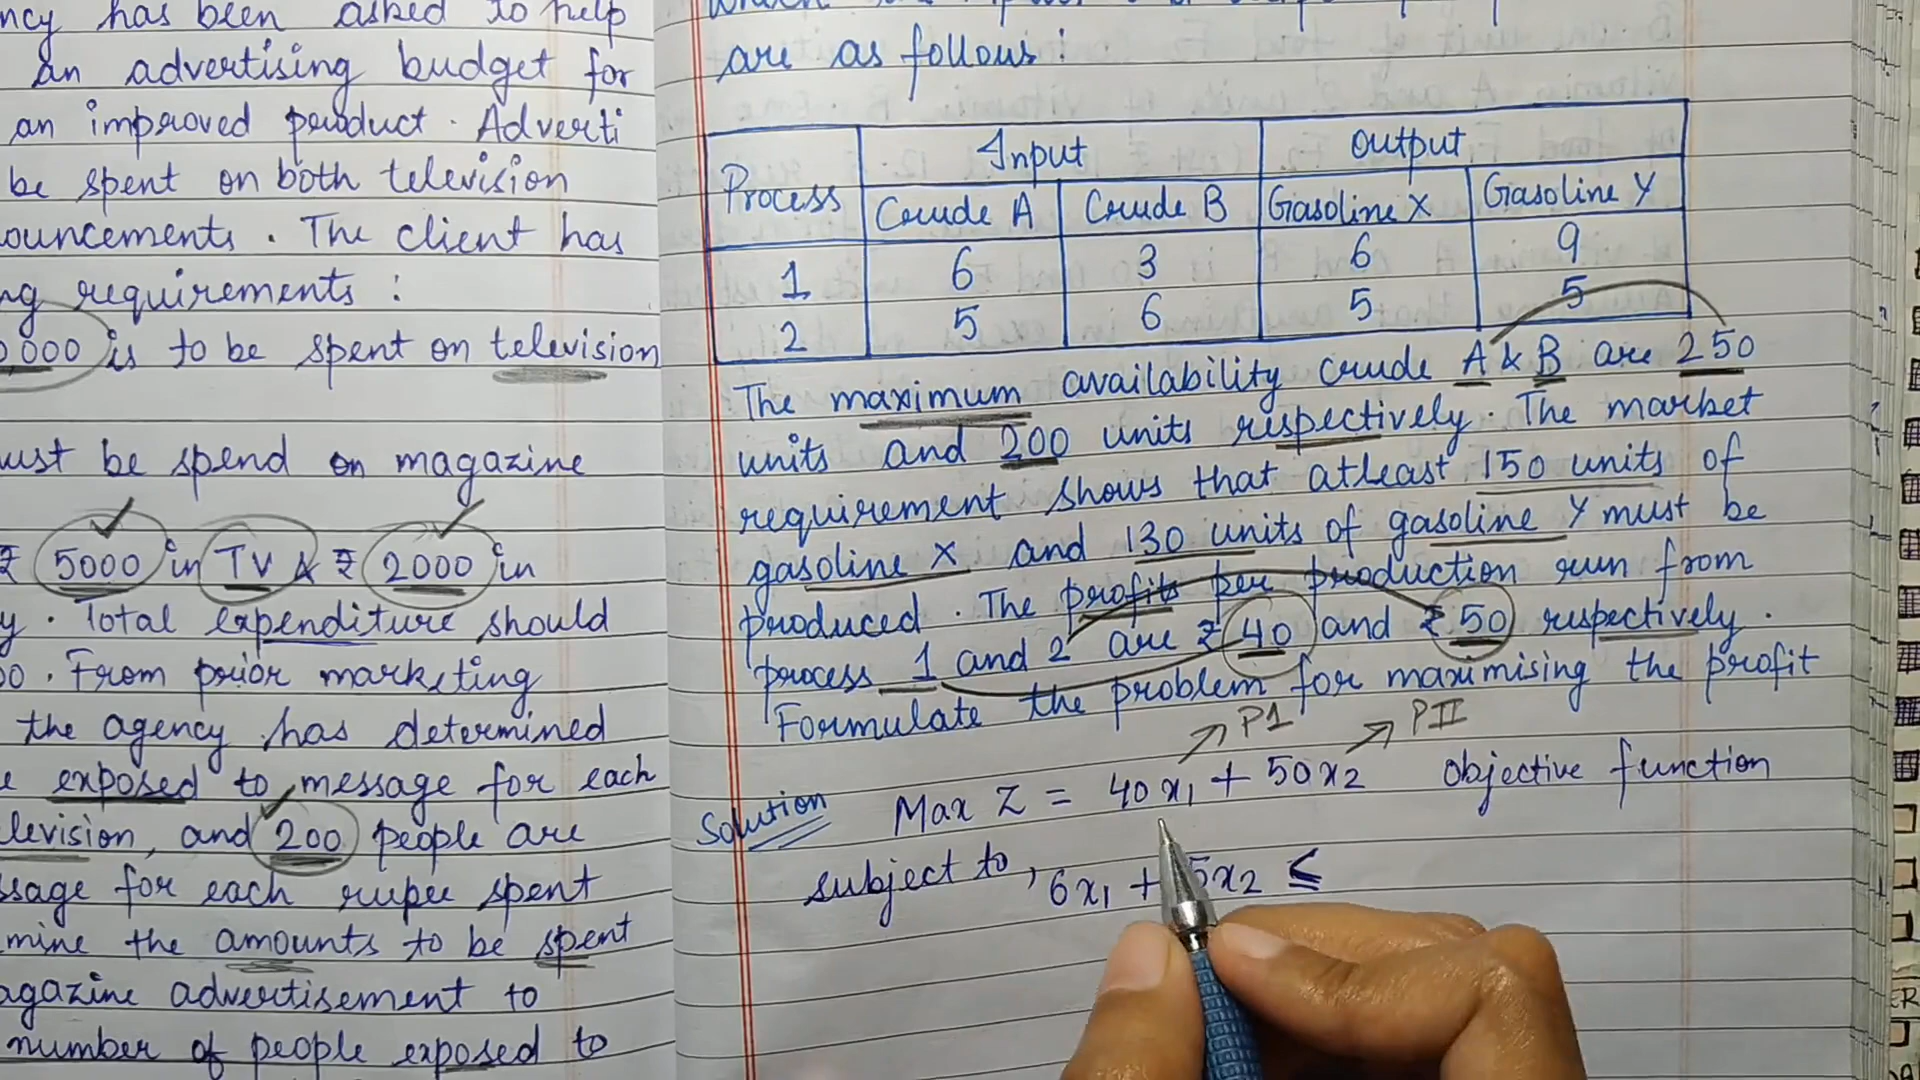 ncy has been asked to help
an advertising budget for
an improved product. Adverti
be spent on both television
ouncements. The client has
ng requirements:
0,000 is to be spent on television
ust be spend on magazine
₹ 5000 in TV & ₹ 2000 in
y. Total expenditure should
00. From prior marketing
the agency has determined
e exposed to message for each
levision, and 200 people are
ssage for each rupee spent
mine the amounts to be spent
agazine advertisement to
number of people exposed to
are as follows:
Process Input Output
Crude A Crude B Gasoline X Gasoline Y
1 6 3 6 9
2 5 6 5 5
The maximum availability crude A & B are 250
units and 200 units respectively. The market
requirement shows that atleast 150 units of
gasoline X and 130 units of gasoline Y must be
produced. The profits per production run from
process 1 and 2 are ₹ 40 and ₹ 50 respectively.
Formulate the problem for maximising the profit
P1 PII
Solution Max Z = 40x1 + 50x2 Objective function
subject to, 6x1 + 5x2 ≤